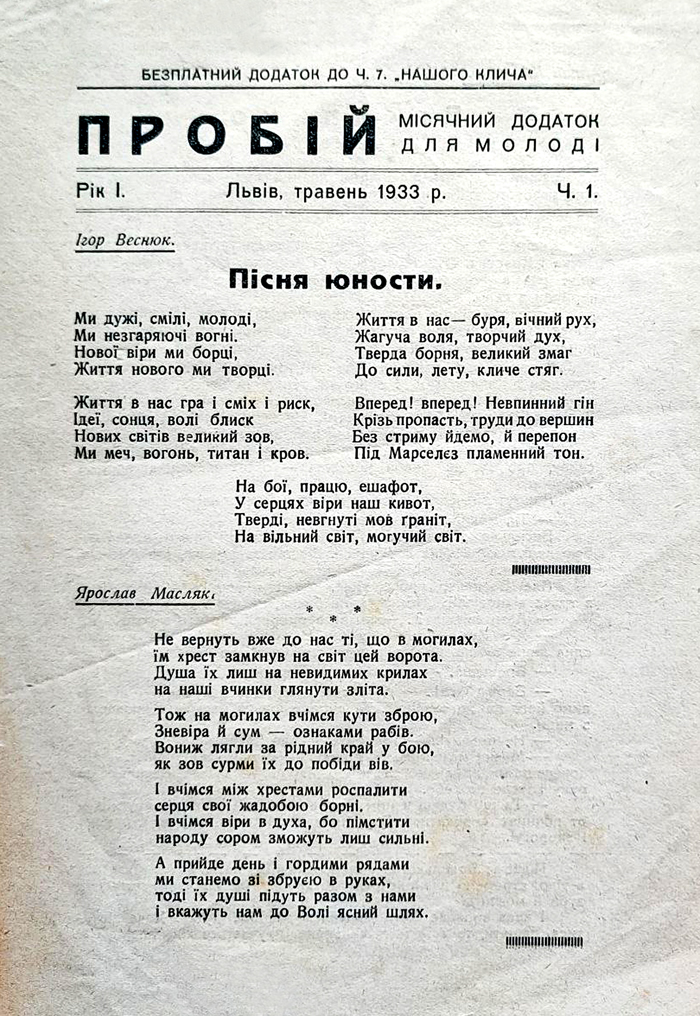 БЕЗПЛАТНИЙ ДОДАТОК ДО Ч. 7. „НАШОГО КЛИЧА"
ПРОБІЙ
МІСЯЧНИЙ ДОДАТОК
ДЛЯ МОЛОДІ
Рік І. Львів, травень 1933 р. Ч. 1.
Ігор Веснюк.
Пісня юности.
Ми дужі, смілі, молоді,
Ми незгаряючі вогні.
Нової віри ми борці,
Життя нового ми творці.
Життя в нас гра і сміх і риск,
Ідеї, сонця, волі блиск
Нових світів великий зов,
Ми меч, вогонь, титан і кров.
Життя в нас — буря, вічний рух,
Жагуча воля, творчий дух,
Тверда борня, великий змаг
До сили, лету, кличе стяг.
Вперед! вперед! Невпинний гін
Крізь пропасть, труди до вершин
Без стриму йдемо, й перепон
Під Марселєз пламенний тон.
На бої, працю, ешафот,
У серцях віри наш кивот,
Тверді, невгнуті мов ґраніт,
На вільний світ, могучий світ.
Ярослав Масляк.
* * *
Не вернуть вже до нас ті, що в могилах,
їм хрест замкнув на світ цей ворота.
Душа їх лиш на невидимих крилах
на наші вчинки глянути зліта.
Тож на могилах вчімся кути зброю,
Зневіра й сум — ознаками рабів.
Вониж лягли за рідний край у бою,
як зов сурми їх до побіди вів.
І вчімся між хрестами роспалити
серця свої жадобою борні.
І вчімся віри в духа, бо пімстити
народу сором зможуть лиш сильні.
А прийде день і гордими рядами
ми станемо зі збруєю в руках,
тоді їх душі підуть разом з нами
і вкажуть нам до Волі ясний шлях.